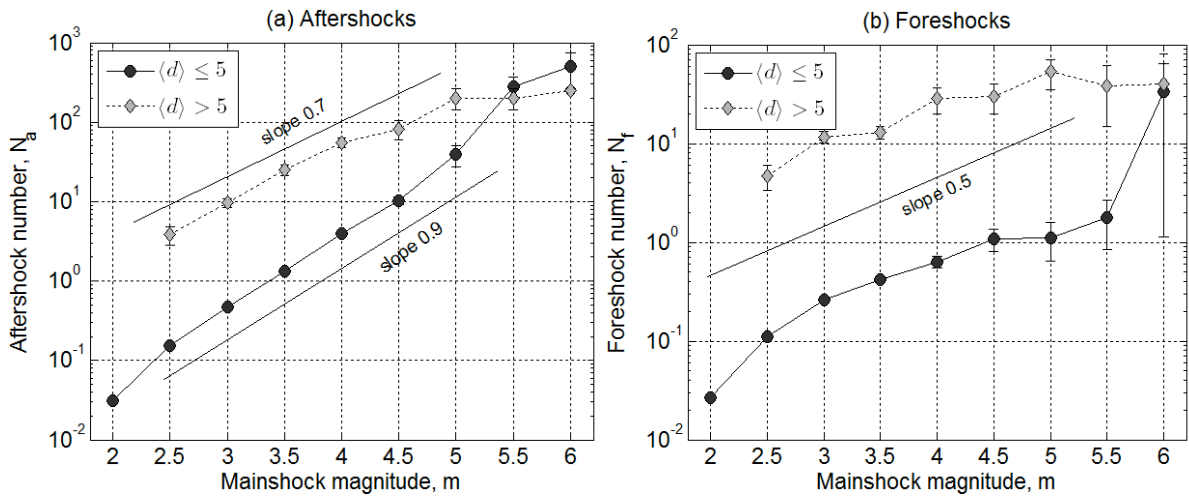 (a) Aftershocks
10^3
10^2
10^1
10^0
10^-1
10^-2
Aftershock number, N_a
⟨d⟩ ≤ 5
⟨d⟩ > 5
slope 0.7
slope 0.9
2 2.5 3 3.5 4 4.5 5 5.5 6
Mainshock magnitude, m
(b) Foreshocks
10^2
10^1
10^0
10^-1
10^-2
Foreshock number, N_f
⟨d⟩ ≤ 5
⟨d⟩ > 5
slope 0.5
2 2.5 3 3.5 4 4.5 5 5.5 6
Mainshock magnitude, m